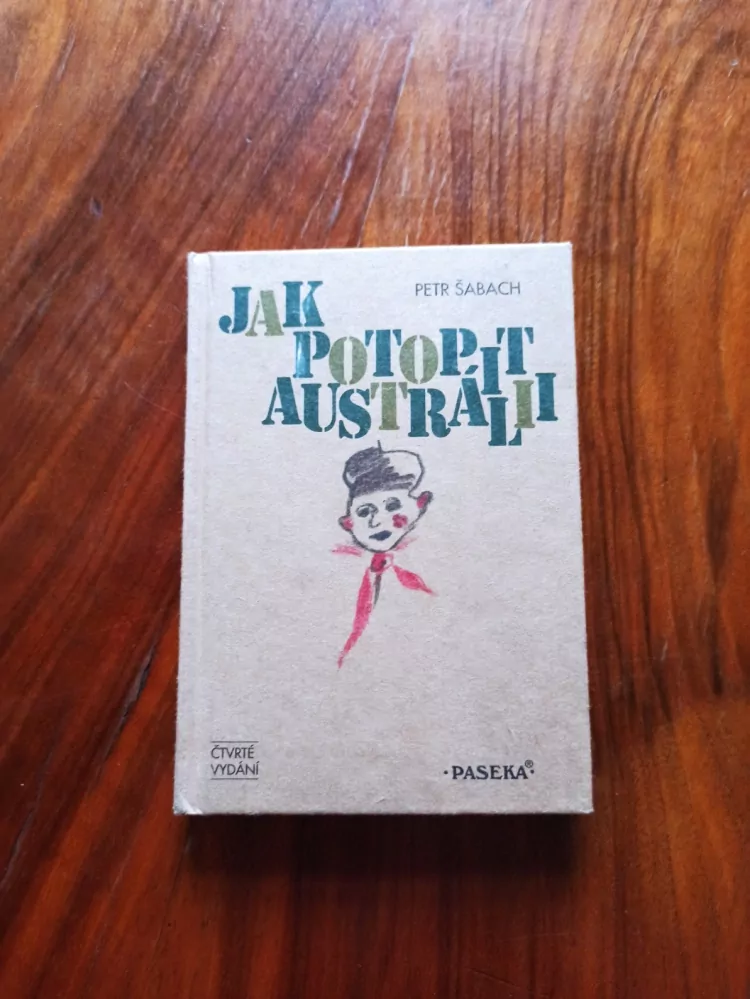 PETR ŠABACH
JAK
POTOPIT
AUSTRÁLII
ČTVRTÉ
VYDÁNÍ
·PASEKA®·